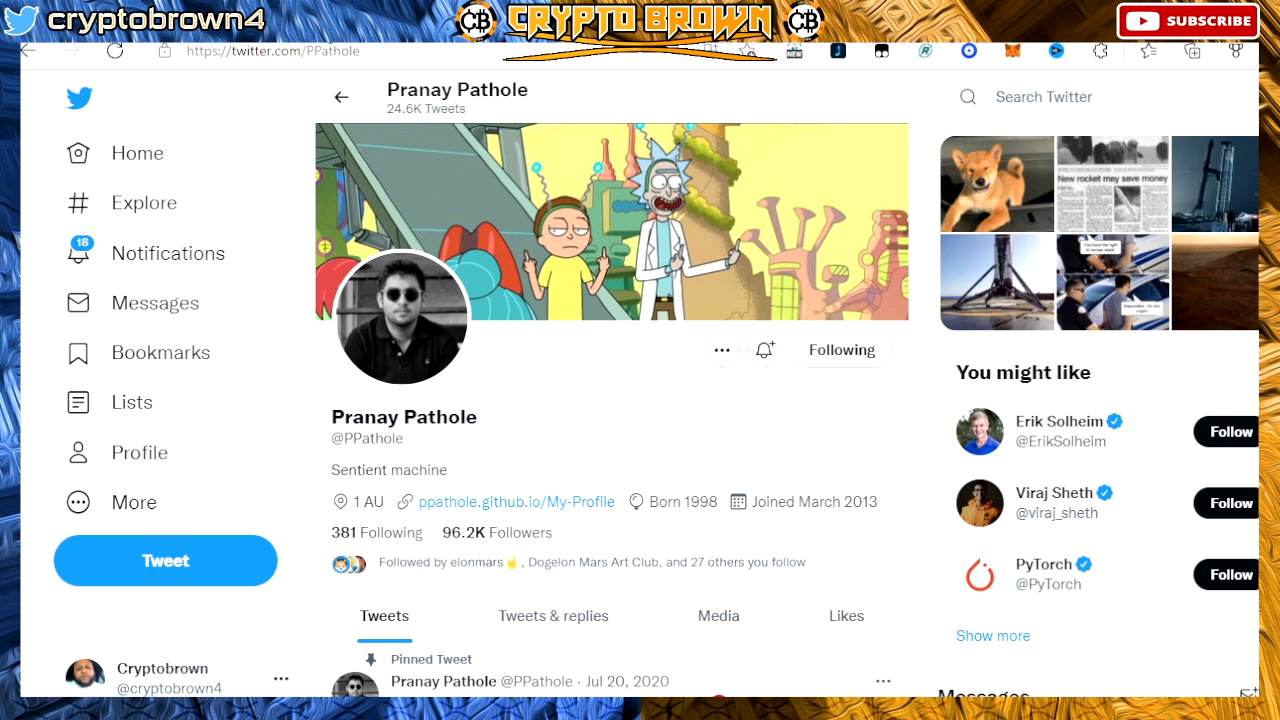 cryptobrown4
CB
CRYPTO BROWN
CB
SUBSCRIBE
https://twitter.com/PPathole
Pranay Pathole
24.6K Tweets
Search Twitter
Home
Explore
18
Notifications
Messages
Bookmarks
Lists
Profile
More
Tweet
Cryptobrown
@cryptobrown4
Following
Pranay Pathole
@PPathole
Sentient machine
1 AU ppathole.github.io/My-Profile Born 1998 Joined March 2013
381 Following 96.2K Followers
Followed by elonmars🤘, Dogelon Mars Art Club, and 27 others you follow
Tweets Tweets & replies Media Likes
Pinned Tweet
Pranay Pathole @PPathole · Jul 20, 2020
New rocket may save money
You might like
Erik Solheim
@ErikSolheim
Follow
Viraj Sheth
@viraj_sheth
Follow
PyTorch
@PyTorch
Follow
Show more
Messages